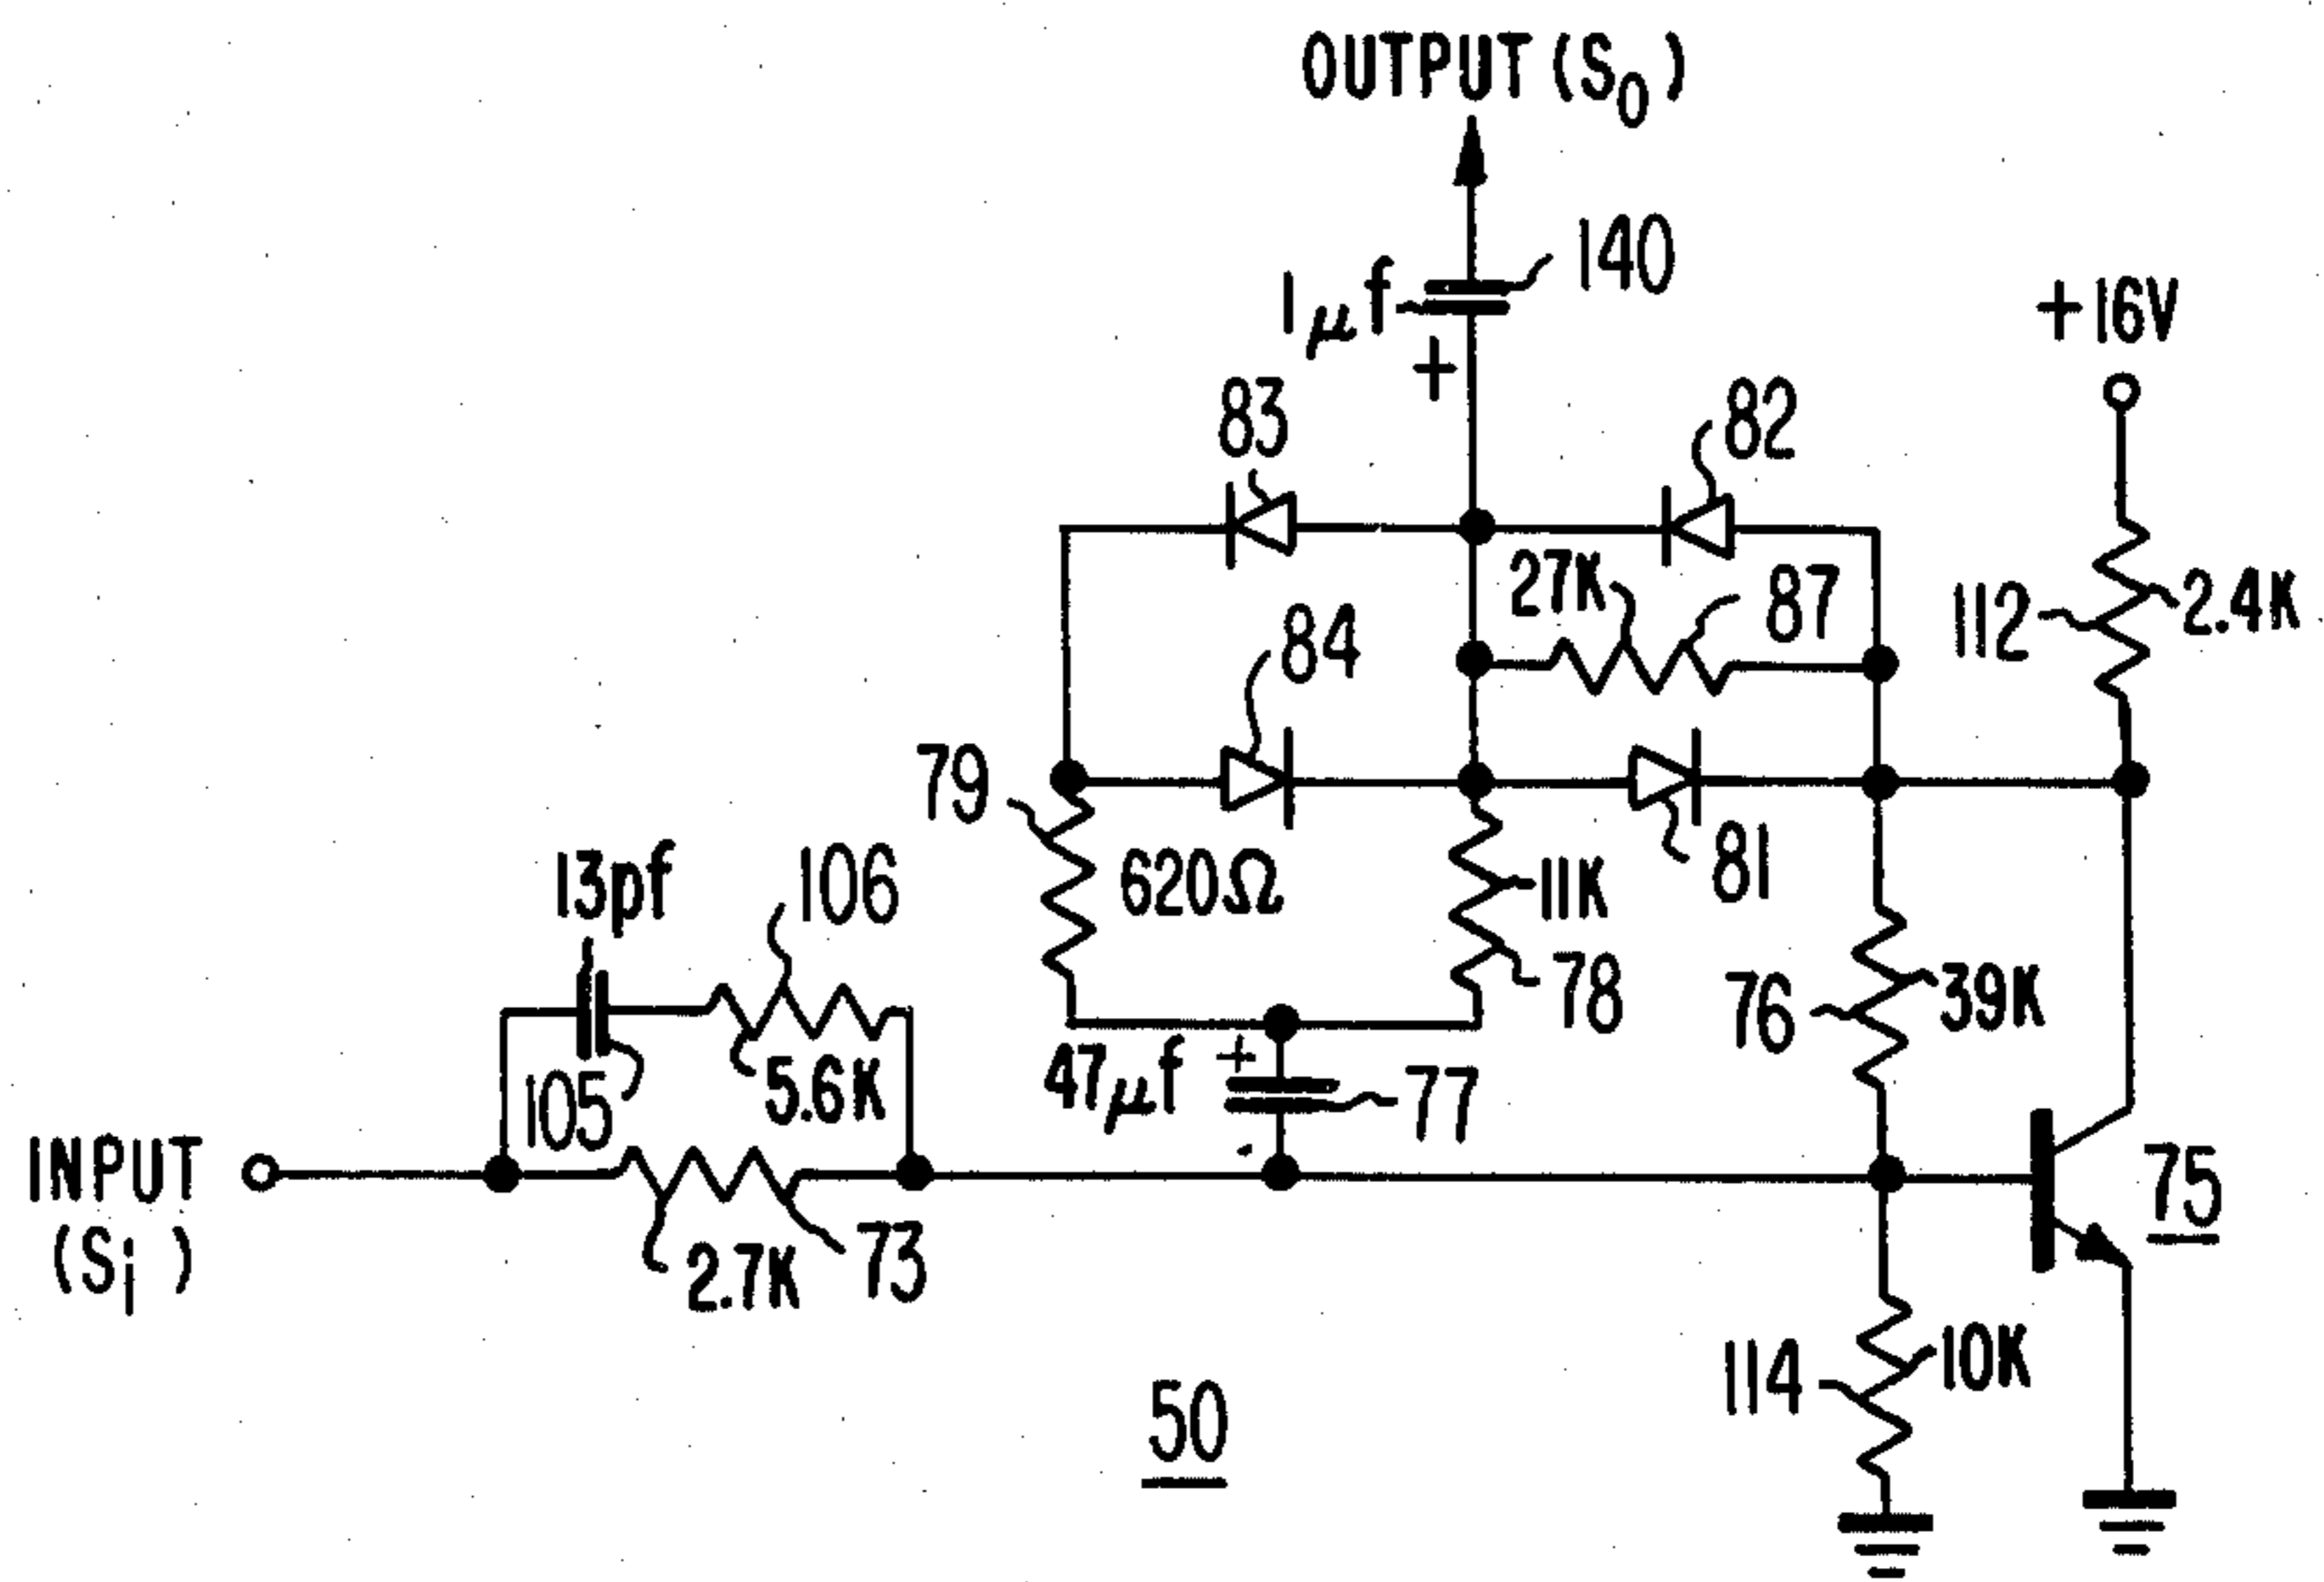 OUTPUT (S0)
140
1μf
+
+16V
83
82
27K
87
112
2.4K
84
79
13pf
106
620Ω
11K
81
78
76
39K
105
5.6K
47μf
+
77
-
INPUT
(Si)
2.7K
73
75
114
10K
50